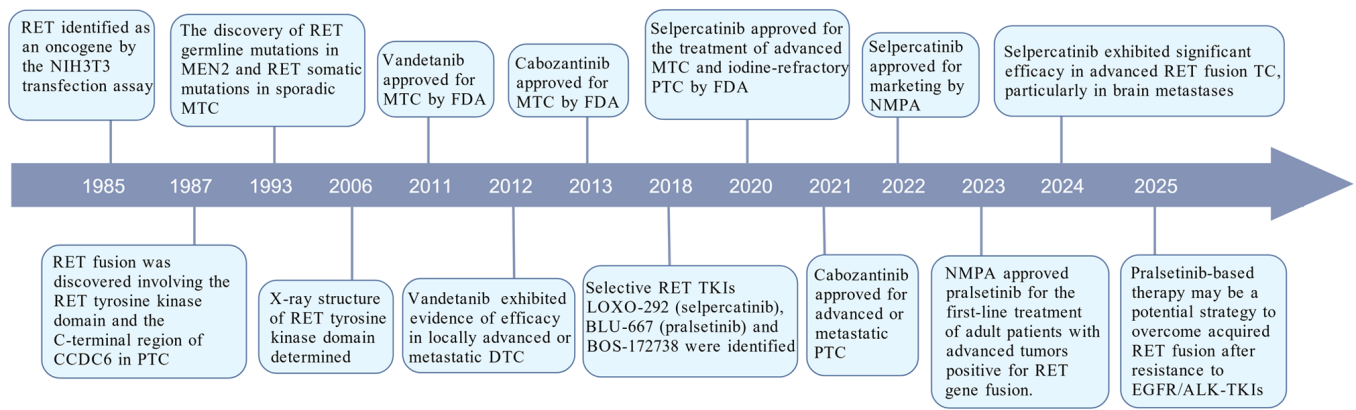 RET identified as
an oncogene by
the NIH3T3
transfection assay
The discovery of RET
germline mutations in
MEN2 and RET somatic
mutations in sporadic
MTC
Vandetanib
approved for
MTC by FDA
Cabozantinib
approved for
MTC by FDA
Selpercatinib approved for
the treatment of advanced
MTC and iodine-refractory
PTC by FDA
Selpercatinib
approved for
marketing by
NMPA
Selpercatinib exhibited significant
efficacy in advanced RET fusion TC,
particularly in brain metastases
1985 1987 1993 2006 2011 2012 2013 2018 2020 2021 2022 2023 2024 2025
RET fusion was
discovered involving the
RET tyrosine kinase
domain and the
C-terminal region of
CCDC6 in PTC
X-ray structure
of RET tyrosine
kinase domain
determined
Vandetanib exhibited
evidence of efficacy
in locally advanced or
metastatic DTC
Selective RET TKIs
LOXO-292 (selpercatinib),
BLU-667 (pralsetinib) and
BOS-172738 were identified
Cabozantinib
approved for
advanced or
metastatic
PTC
NMPA approved
pralsetinib for the
first-line treatment
of adult patients with
advanced tumors
positive for RET
gene fusion.
Pralsetinib-based
therapy may be a
potential strategy to
overcome acquired
RET fusion after
resistance to
EGFR/ALK-TKIs